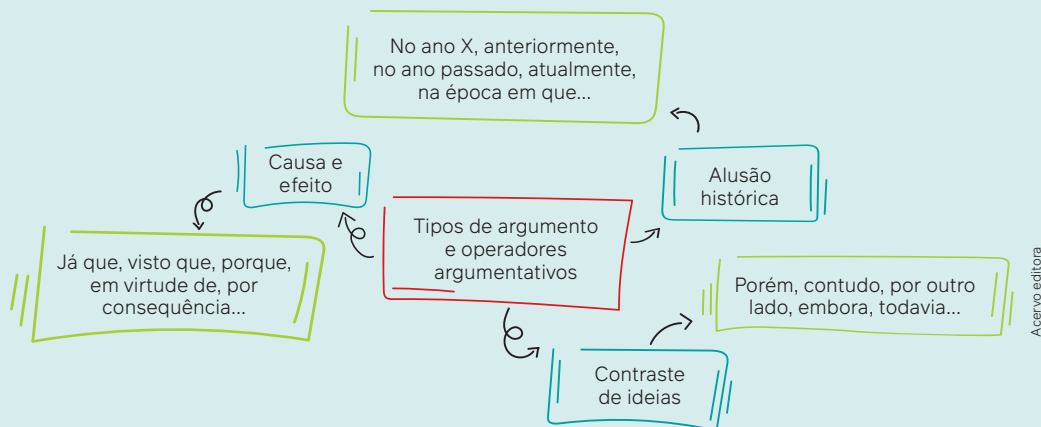 No ano X, anteriormente,
no ano passado, atualmente,
na época em que...
Causa e
efeito
Alusão
histórica
Tipos de argumento
e operadores
argumentativos
Já que, visto que, porque,
em virtude de, por
consequência...
Porém, contudo, por outro
lado, embora, todavia...
Contraste
de ideias
Acervo editora